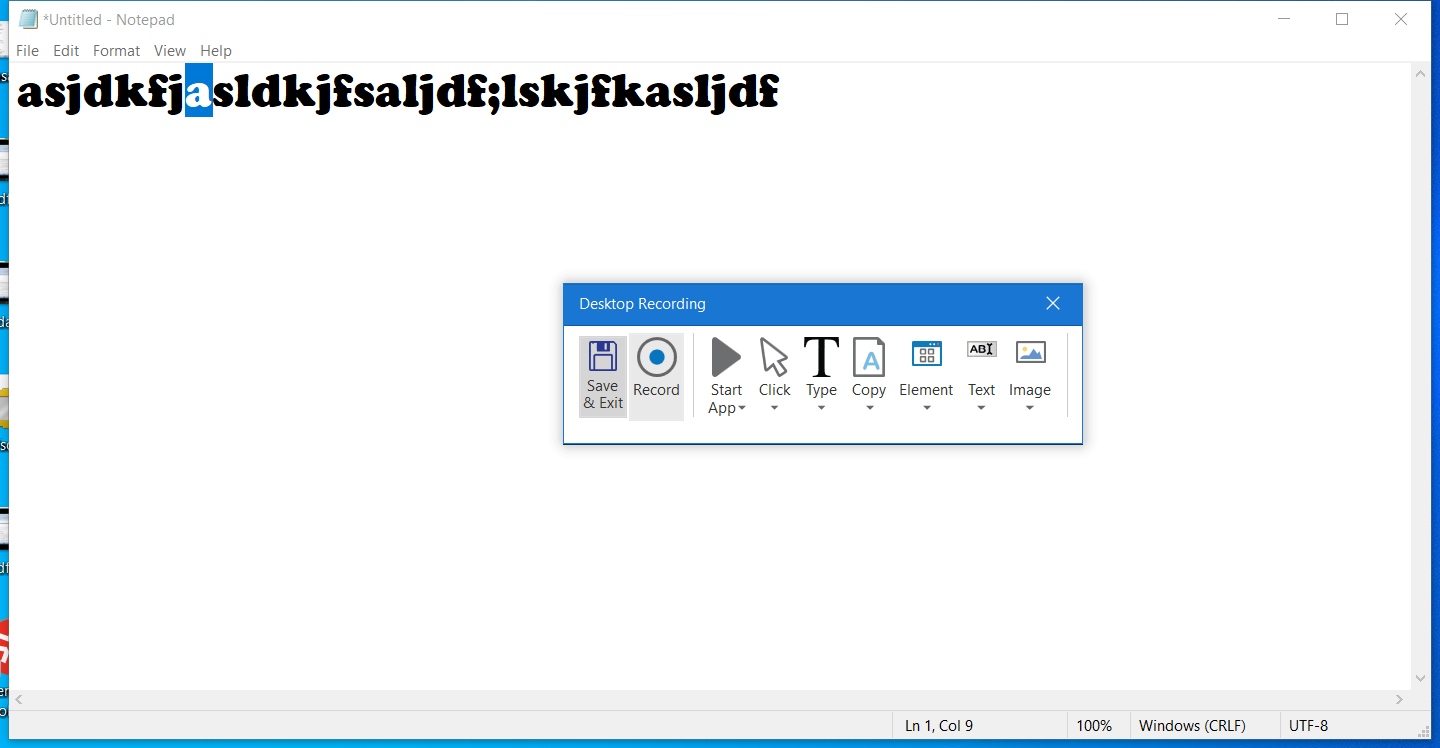 *Untitled - Notepad
File Edit Format View Help
asjdkfjasldkjfsaljdf;lskjfkasljdf
Desktop Recording
Save & Exit
Record
Start App
Click
Type
Copy
Element
Text
Image
Ln 1, Col 9
100%
Windows (CRLF)
UTF-8